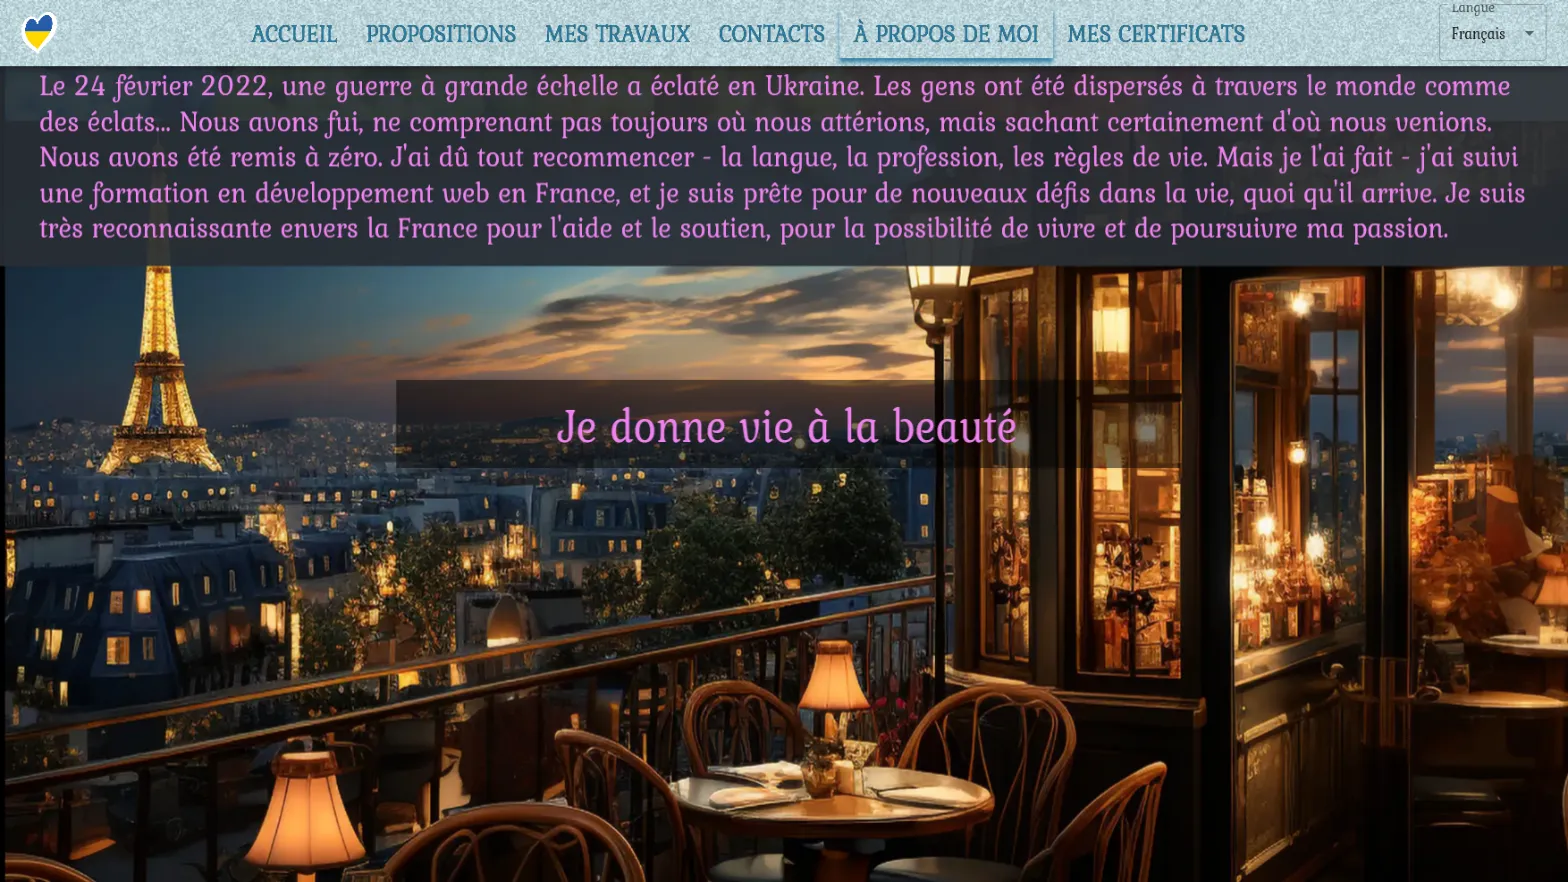 ACCUEIL PROPOSITIONS MES TRAVAUX CONTACTS À PROPOS DE MOI MES CERTIFICATS
Langue
Français
Le 24 février 2022, une guerre à grande échelle a éclaté en Ukraine. Les gens ont été dispersés à travers le monde comme
des éclats... Nous avons fui, ne comprenant pas toujours où nous attérions, mais sachant certainement d'où nous venions.
Nous avons été remis à zéro. J'ai dû tout recommencer - la langue, la profession, les règles de vie. Mais je l'ai fait - j'ai suivi
une formation en développement web en France, et je suis prête pour de nouveaux défis dans la vie, quoi qu'il arrive. Je suis
très reconnaissante envers la France pour l'aide et le soutien, pour la possibilité de vivre et de poursuivre ma passion.
Je donne vie à la beauté